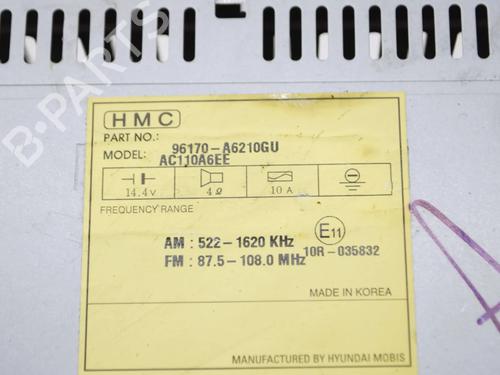 B-PARTS
HMC
PART NO.: 96170-A6210GU
MODEL: AC110A6EE
14.4V 4Ω 10 A
FREQUENCY RANGE
AM : 522-1620 KHz
FM : 87.5-108.0 MHz
E11
10R-035832
MADE IN KOREA
MANUFACTURED BY HYUNDAI MOBIS